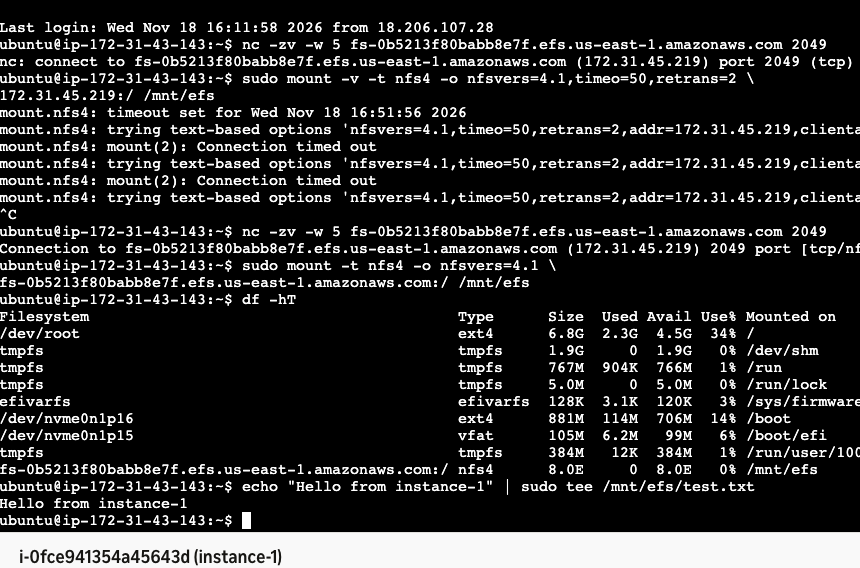 Last login: Wed Nov 18 16:11:58 2026 from 18.206.107.28
ubuntu@ip-172-31-43-143:~$ nc -zv -w 5 fs-0b5213f80babb8e7f.efs.us-east-1.amazonaws.com 2049
nc: connect to fs-0b5213f80babb8e7f.efs.us-east-1.amazonaws.com (172.31.45.219) port 2049 (tcp)
ubuntu@ip-172-31-43-143:~$ sudo mount -v -t nfs4 -o nfsvers=4.1,timeo=50,retrans=2 \
172.31.45.219:/ /mnt/efs
mount.nfs4: timeout set for Wed Nov 18 16:51:56 2026
mount.nfs4: trying text-based options 'nfsvers=4.1,timeo=50,retrans=2,addr=172.31.45.219,clienta
mount.nfs4: mount(2): Connection timed out
mount.nfs4: trying text-based options 'nfsvers=4.1,timeo=50,retrans=2,addr=172.31.45.219,clienta
mount.nfs4: mount(2): Connection timed out
mount.nfs4: trying text-based options 'nfsvers=4.1,timeo=50,retrans=2,addr=172.31.45.219,clienta
^C
ubuntu@ip-172-31-43-143:~$ nc -zv -w 5 fs-0b5213f80babb8e7f.efs.us-east-1.amazonaws.com 2049
Connection to fs-0b5213f80babb8e7f.efs.us-east-1.amazonaws.com (172.31.45.219) 2049 port [tcp/nf
ubuntu@ip-172-31-43-143:~$ sudo mount -t nfs4 -o nfsvers=4.1 \
fs-0b5213f80babb8e7f.efs.us-east-1.amazonaws.com:/ /mnt/efs
ubuntu@ip-172-31-43-143:~$ df -hT
Filesystem Type Size Used Avail Use% Mounted on
/dev/root ext4 6.8G 2.3G 4.5G 34% /
tmpfs tmpfs 1.9G 0 1.9G 0% /dev/shm
tmpfs tmpfs 767M 904K 766M 1% /run
tmpfs tmpfs 5.0M 0 5.0M 0% /run/lock
efivarfs efivarfs 128K 3.1K 120K 3% /sys/firmware
/dev/nvme0n1p16 ext4 881M 114M 706M 14% /boot
/dev/nvme0n1p15 vfat 105M 6.2M 99M 6% /boot/efi
tmpfs tmpfs 384M 12K 384M 1% /run/user/100
fs-0b5213f80babb8e7f.efs.us-east-1.amazonaws.com:/ nfs4 8.0E 0 8.0E 0% /mnt/efs
ubuntu@ip-172-31-43-143:~$ echo "Hello from instance-1" | sudo tee /mnt/efs/test.txt
Hello from instance-1
ubuntu@ip-172-31-43-143:~$
i-0fce941354a45643d (instance-1)